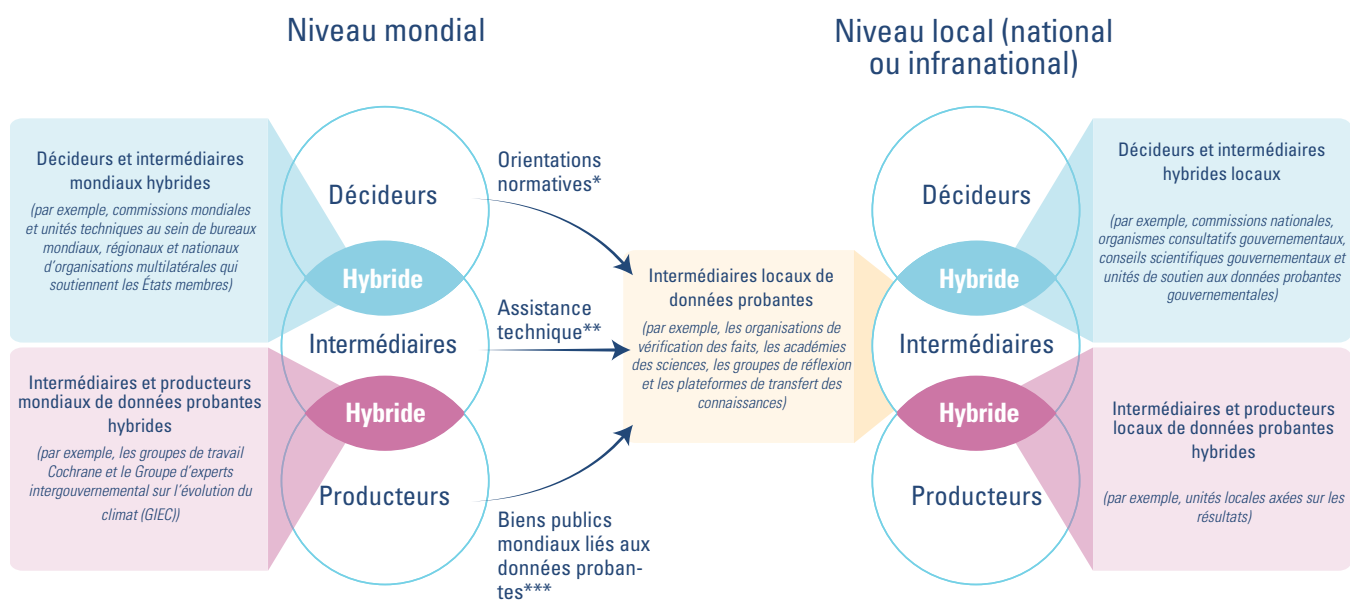 Niveau mondial
Niveau local (national
ou infranational)
Décideurs et intermédiaires
mondiaux hybrides
(par exemple, commissions mondiales
et unités techniques au sein de bureaux
mondiaux, régionaux et nationaux
d'organisations multilatérales qui
soutiennent les États membres)
Intermédiaires et producteurs
mondiaux de données probantes
hybrides
(par exemple, les groupes de travail
Cochrane et le Groupe d'experts
intergouvernemental sur l'évolution du
climat (GIEC))
Décideurs
Hybride
Intermédiaires
Hybride
Producteurs
Orientations
normatives*
Assistance
technique**
Biens publics
mondiaux liés aux
données proban-
tes***
Intermédiaires locaux de
données probantes
(par exemple, les organisations de
vérification des faits, les académies
des sciences, les groupes de réflexion
et les plateformes de transfert des
connaissances)
Décideurs
Hybride
Intermédiaires
Hybride
Producteurs
Décideurs et intermédiaires
hybrides locaux
(par exemple, commissions nationales,
organismes consultatifs gouvernementaux,
conseils scientifiques gouvernementaux et
unités de soutien aux données probantes
gouvernementales)
Intermédiaires et producteurs
locaux de données probantes
hybrides
(par exemple, unités locales axées sur les
résultats)